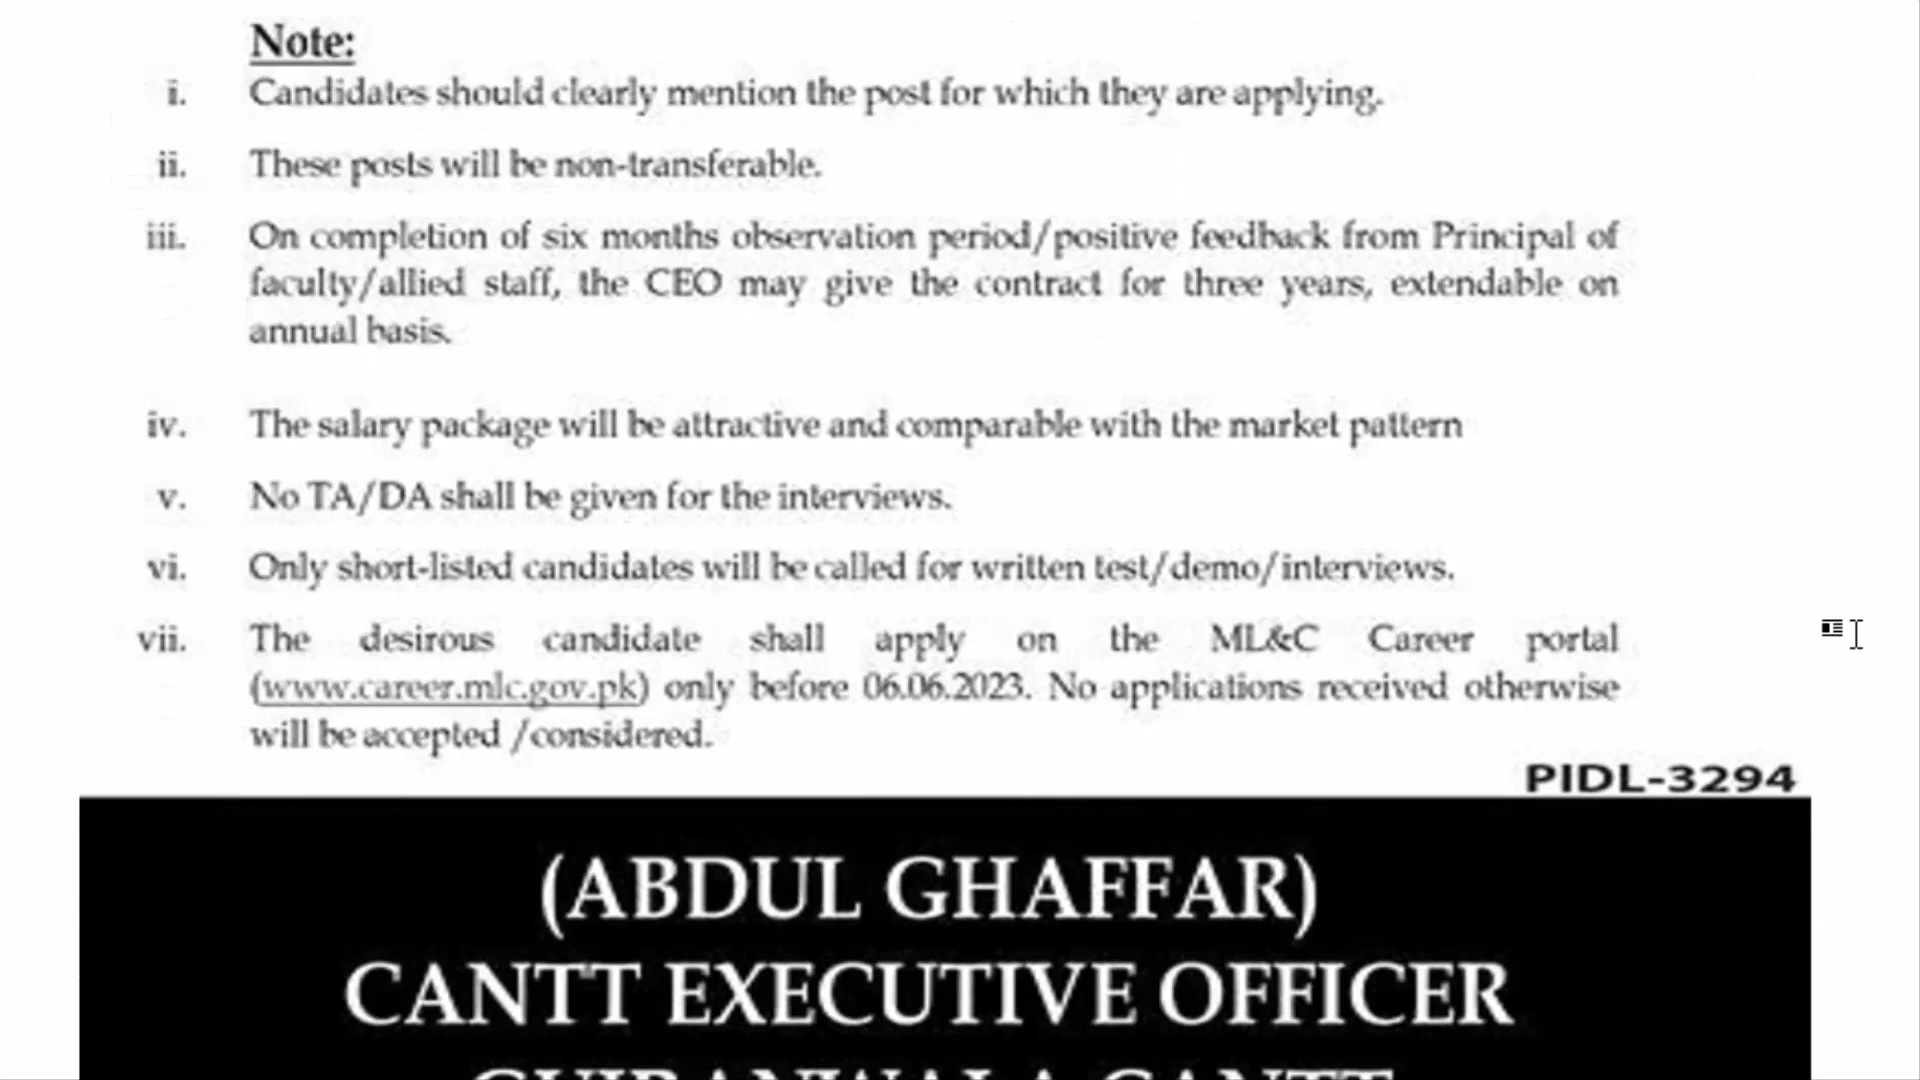 Note:
i. Candidates should clearly mention the post for which they are applying.
ii. These posts will be non-transferable.
iii. On completion of six months observation period/positive feedback from Principal of
faculty/allied staff, the CEO may give the contract for three years, extendable on
annual basis.
iv. The salary package will be attractive and comparable with the market pattern
v. No TA/DA shall be given for the interviews.
vi. Only short-listed candidates will be called for written test/demo/interviews.
vii. The desirous candidate shall apply on the ML&C Career portal
(www.career.mlc.gov.pk) only before 06.06.2023. No applications received otherwise
will be accepted /considered.
PIDL-3294
(ABDUL GHAFFAR)
CANTT EXECUTIVE OFFICER